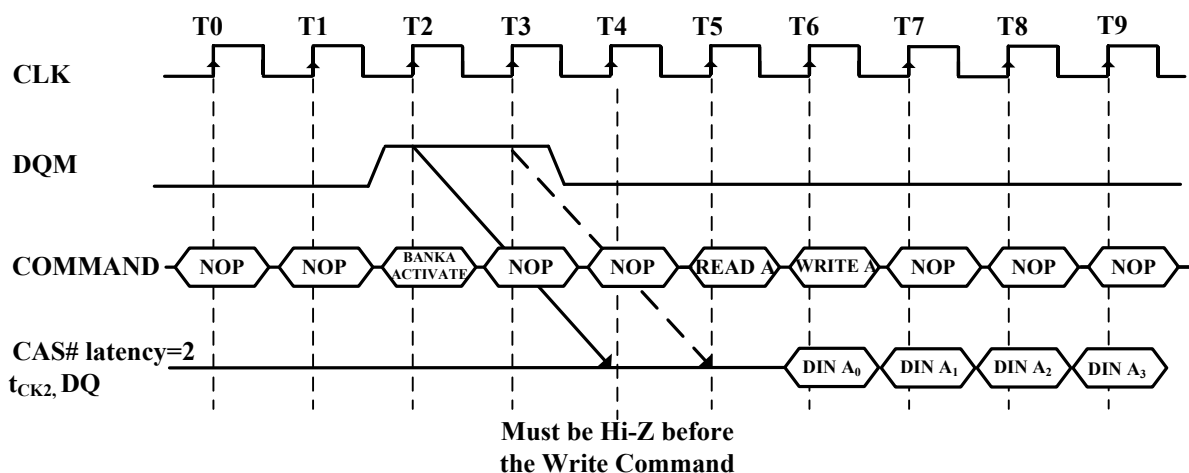 T0 T1 T2 T3 T4 T5 T6 T7 T8 T9
CLK
DQM
COMMAND NOP NOP BANKA ACTIVATE NOP NOP READ A WRITE A NOP NOP NOP
CAS# latency=2
tCK2, DQ DIN A0 DIN A1 DIN A2 DIN A3
Must be Hi-Z before
the Write Command